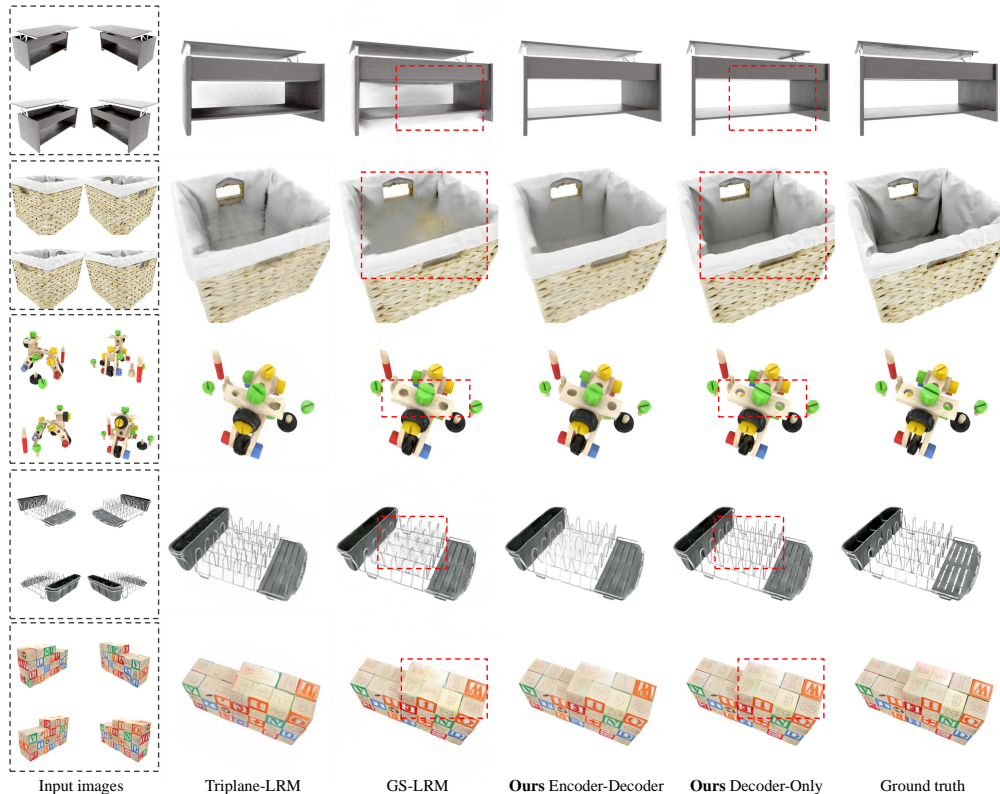 Input images
Triplane-LRM
GS-LRM
Ours Encoder-Decoder
Ours Decoder-Only
Ground truth